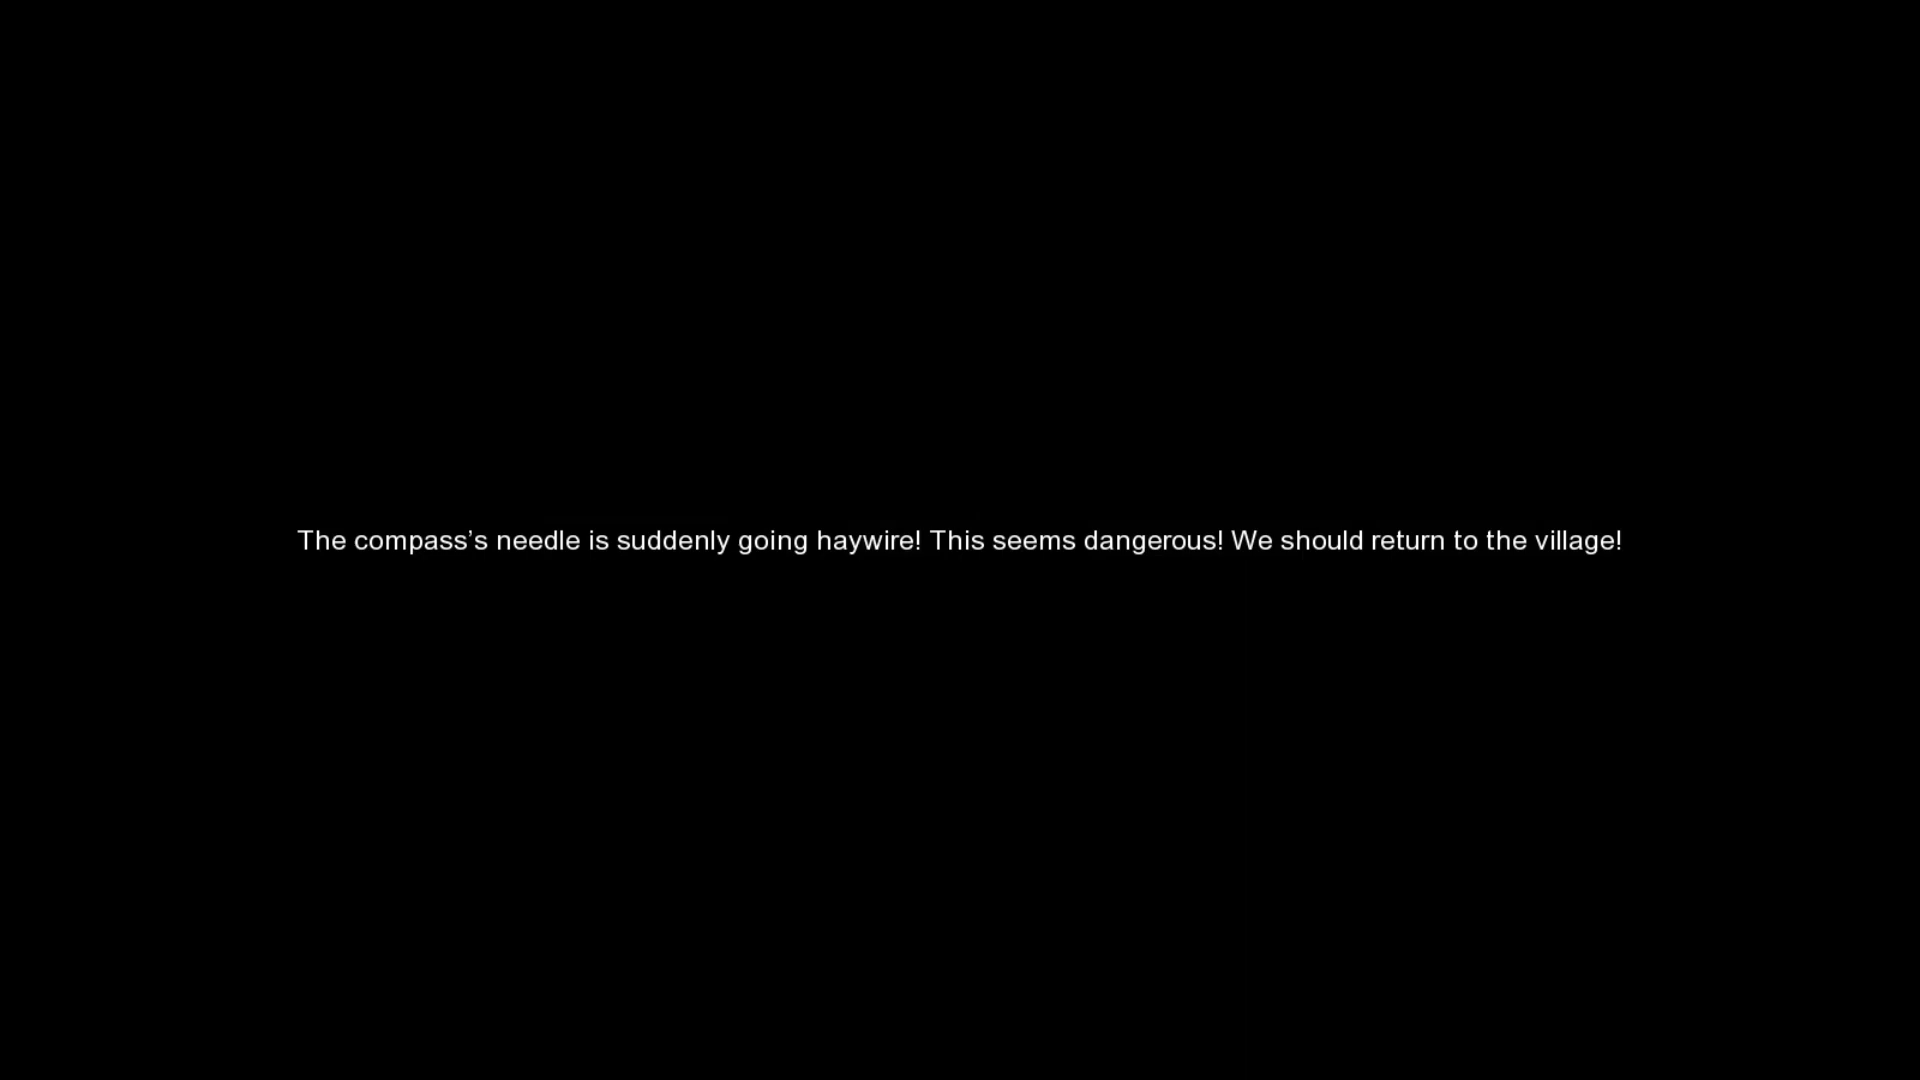 The compass’s needle is suddenly going haywire! This seems dangerous! We should return to the village!